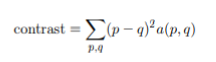 contrast = ∑_{p,q} (p − q)² a(p, q)